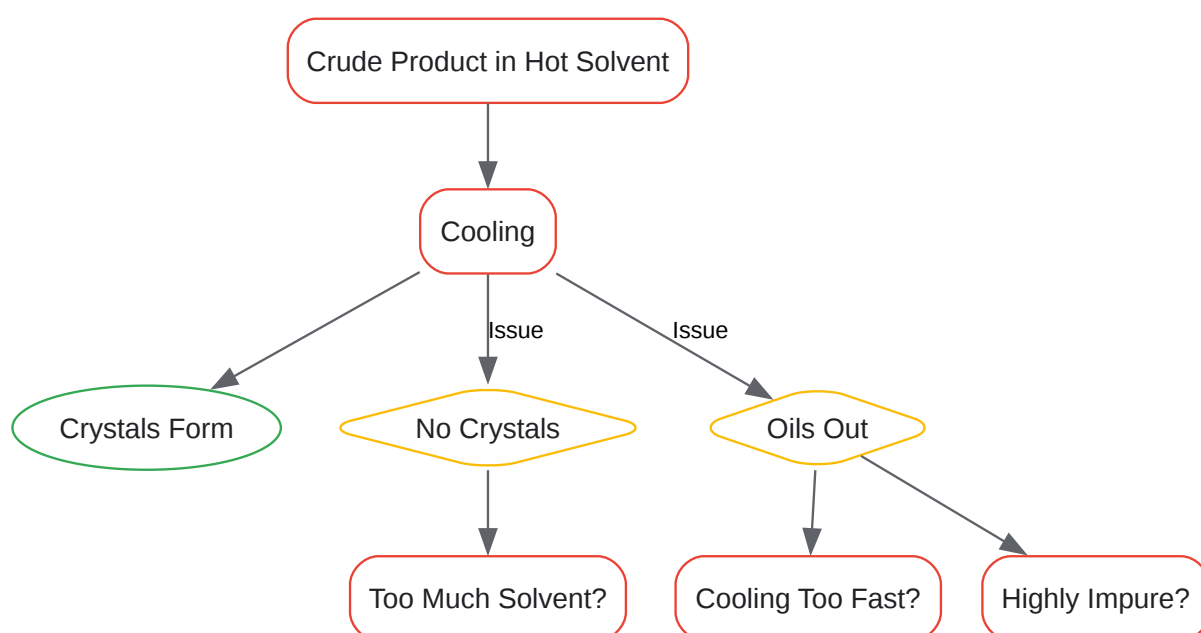 Crude Product in Hot Solvent
Cooling
Issue
Issue
Crystals Form
No Crystals
Oils Out
Too Much Solvent?
Cooling Too Fast?
Highly Impure?